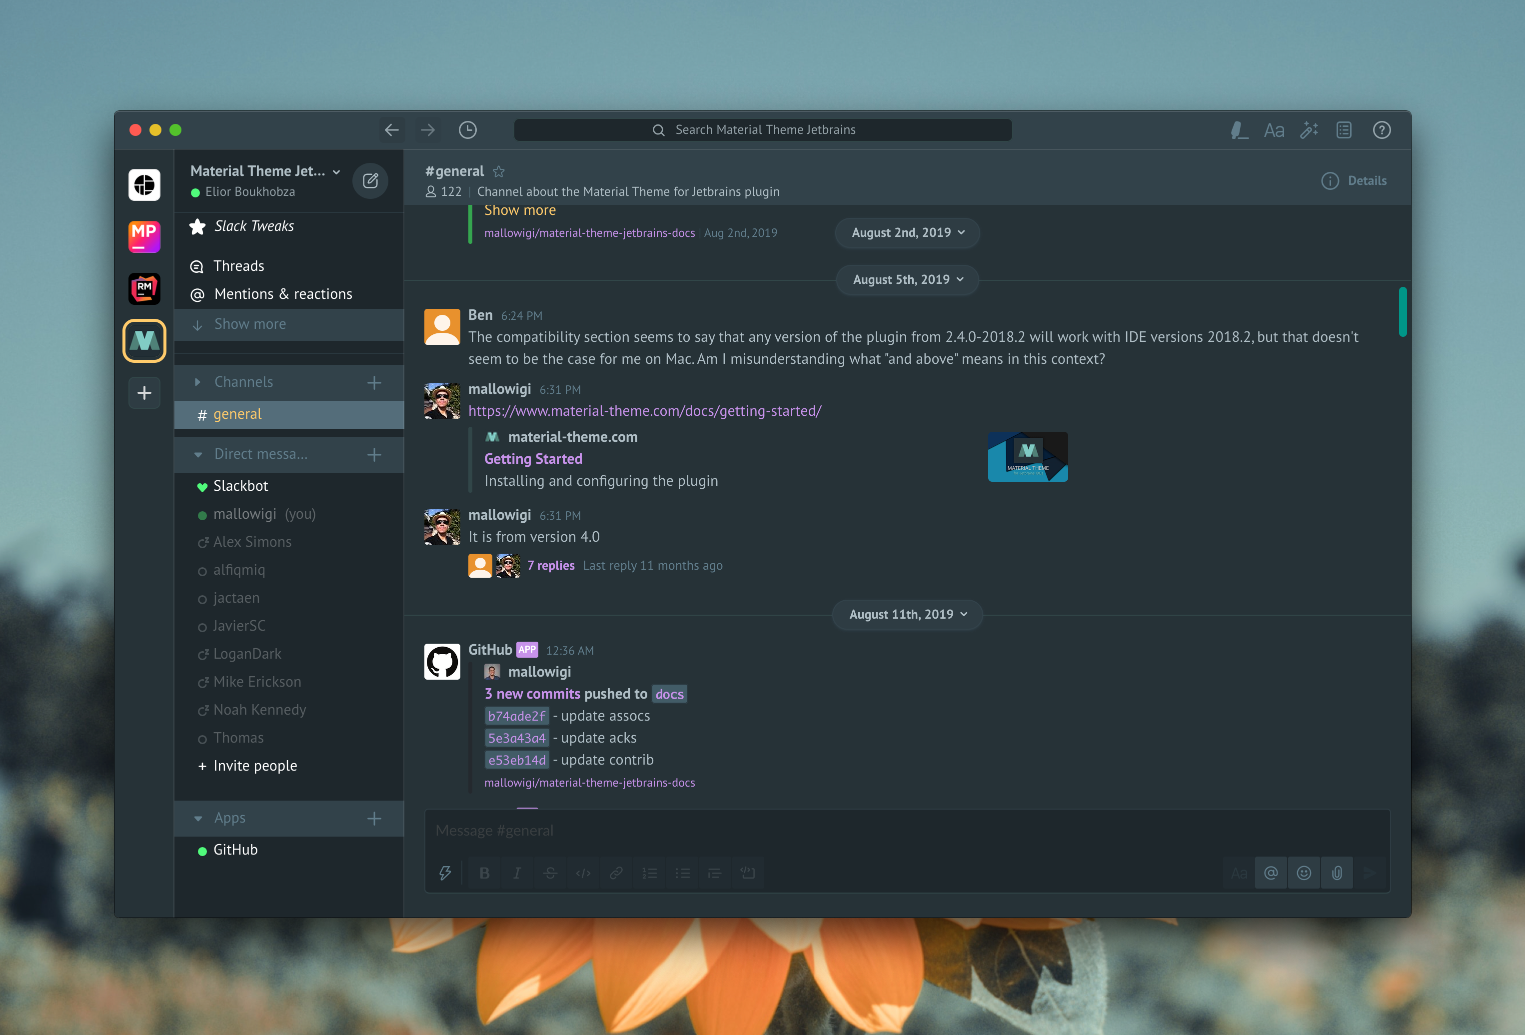 Search Material Theme Jetbrains
Aa
?
MP
RM
Material Theme Jet...
Elior Boukhobza
Slack Tweaks
Threads
@ Mentions & reactions
Show more
Channels
# general
Direct messa...
Slackbot
mallowigi (you)
Alex Simons
alfiqmiq
jactaen
JavierSC
LoganDark
Mike Erickson
Noah Kennedy
Thomas
+ Invite people
Apps
GitHub
#general
122 | Channel about the Material Theme for Jetbrains plugin
Details
Show more
mallowigi/material-theme-jetbrains-docs Aug 2nd, 2019
August 2nd, 2019
August 5th, 2019
Ben 6:24 PM
The compatibility section seems to say that any version of the plugin from 2.4.0-2018.2 will work with IDE versions 2018.2, but that doesn't
seem to be the case for me on Mac. Am I misunderstanding what "and above" means in this context?
mallowigi 6:31 PM
https://www.material-theme.com/docs/getting-started/
material-theme.com
Getting Started
Installing and configuring the plugin
MATERIAL THEME
mallowigi 6:31 PM
It is from version 4.0
7 replies Last reply 11 months ago
August 11th, 2019
GitHub APP 12:36 AM
mallowigi
3 new commits pushed to docs
b74ade2f - update assocs
5e3a43a4 - update acks
e53eb14d - update contrib
mallowigi/material-theme-jetbrains-docs
Message #general
B I S </> Aa @